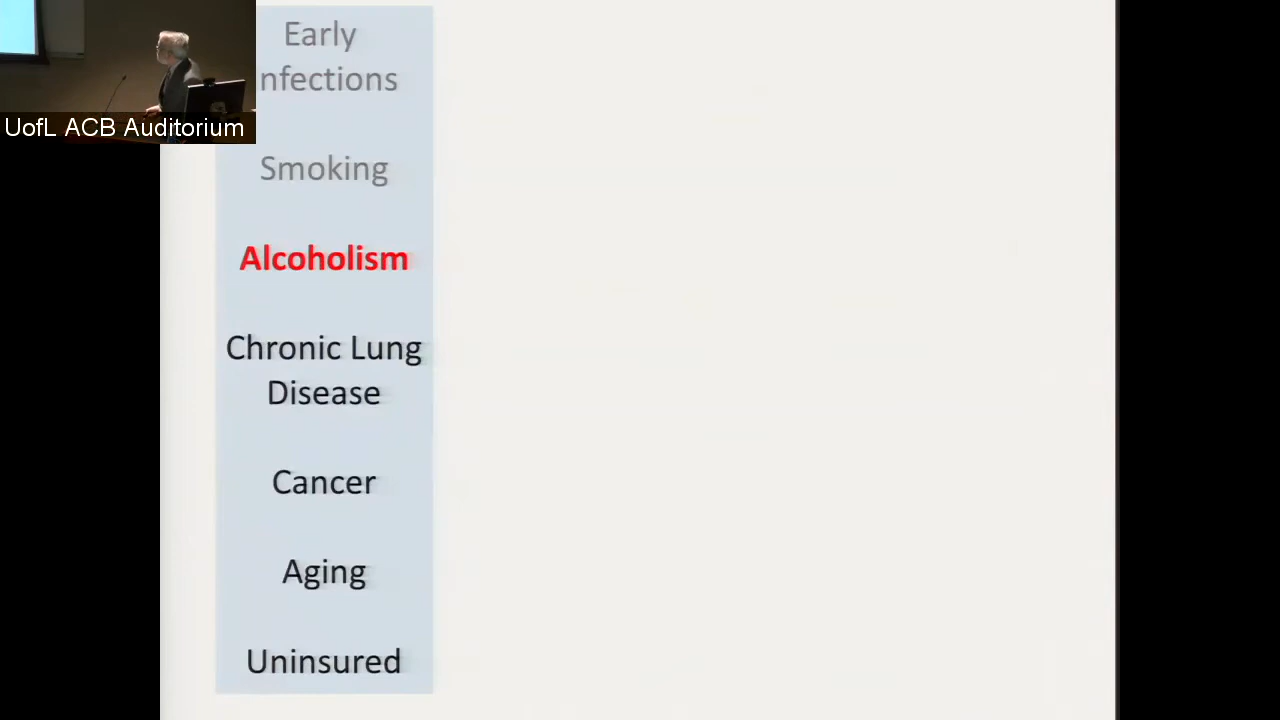 Early
nfections
UofL ACB Auditorium
Smoking
Alcoholism
Chronic Lung
Disease
Cancer
Aging
Uninsured